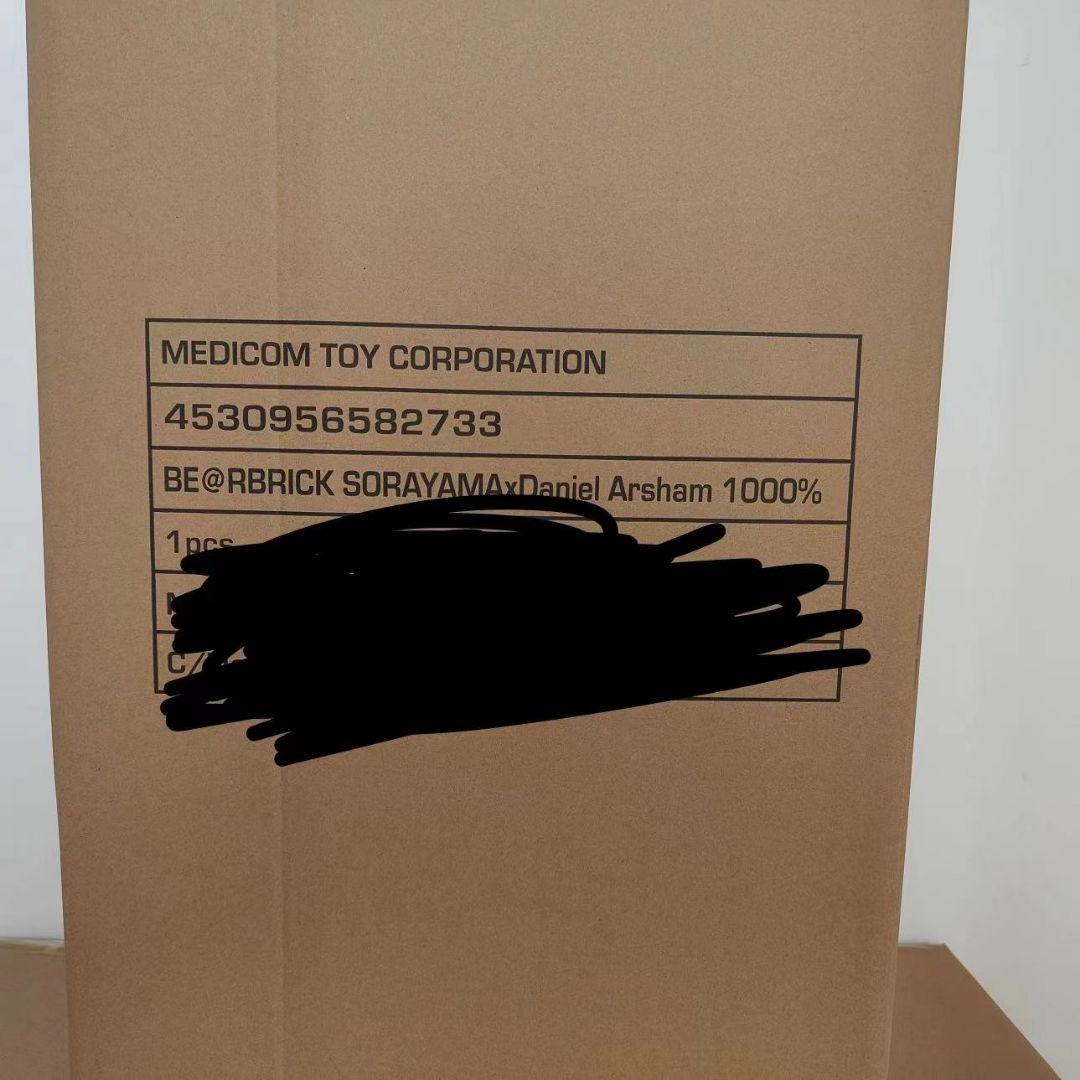 MEDICOM TOY CORPORATION
4530956582733
BE@RBRICK SORAYAMAxDaniel Arsham 1000%
1pcs
C/